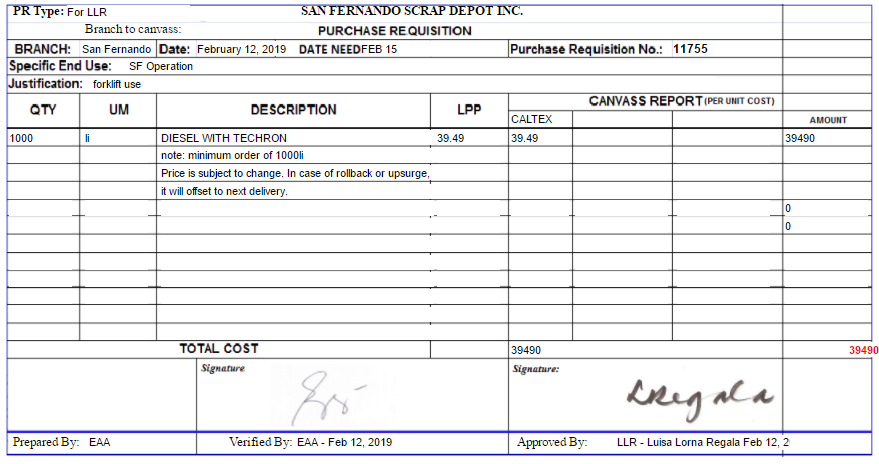 PR Type: For LLR SAN FERNANDO SCRAP DEPOT INC.
Branch to canvass: PURCHASE REQUISITION
BRANCH: San Fernando Date: February 12, 2019 DATE NEEDFEB 15 Purchase Requisition No.: 11755
Specific End Use: SF Operation
Justification: forklift use
QTY UM DESCRIPTION LPP CANVASS REPORT (PER UNIT COST)
CALTEX AMOUNT
1000 li DIESEL WITH TECHRON 39.49 39.49 39490
note: minimum order of 1000li
Price is subject to change. In case of rollback or upsurge,
it will offset to next delivery.
0
0
TOTAL COST 39490 39490
Signature Signature:
LRegala
Prepared By: EAA Verified By: EAA - Feb 12, 2019 Approved By: LLR - Luisa Lorna Regala Feb 12, 2